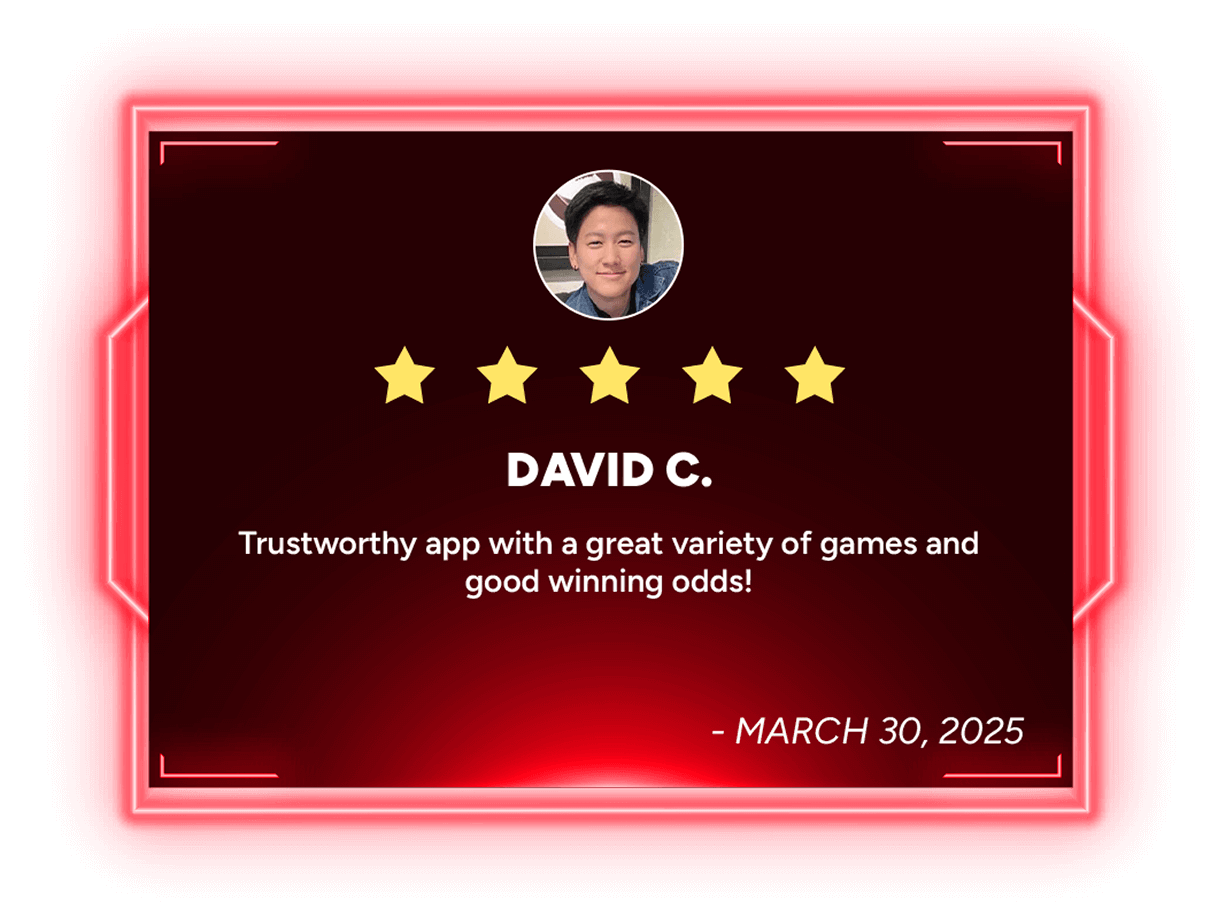 DAVID C.
Trustworthy app with a great variety of games and
good winning odds!
- MARCH 30, 2025